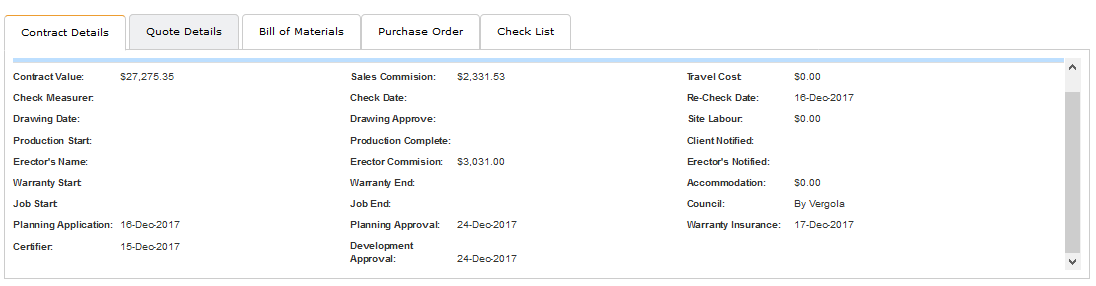 Contract Details Quote Details Bill of Materials Purchase Order Check List
Contract Value: $27,275.35 Sales Commision: $2,331.53 Travel Cost: $0.00
Check Measurer: Check Date: Re-Check Date: 16-Dec-2017
Drawing Date: Drawing Approve: Site Labour: $0.00
Production Start: Production Complete: Client Notified:
Erector's Name: Erector Commision: $3,031.00 Erector's Notified:
Warranty Start: Warranty End: Accommodation: $0.00
Job Start: Job End: Council: By Vergola
Planning Application: 16-Dec-2017 Planning Approval: 24-Dec-2017 Warranty Insurance: 17-Dec-2017
Certifier: 15-Dec-2017 Development
Approval: 24-Dec-2017